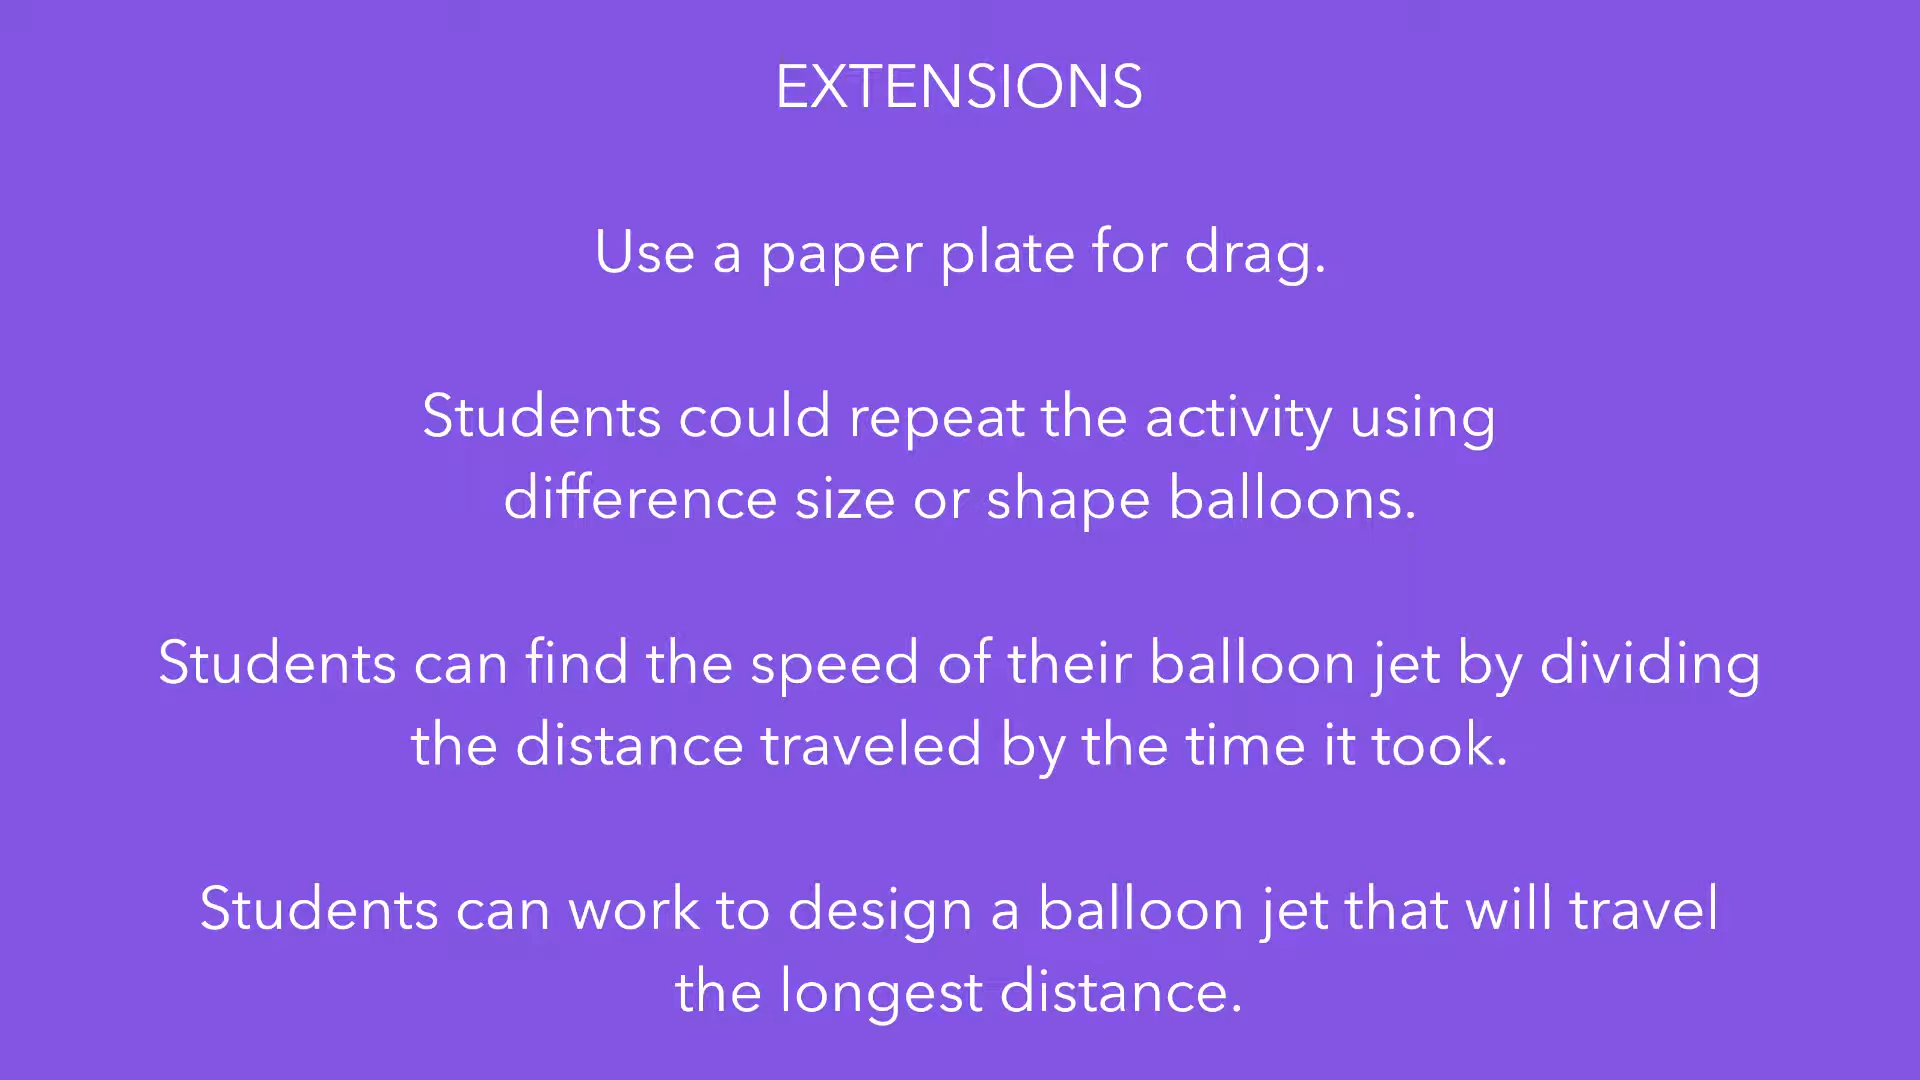 EXTENSIONS
Use a paper plate for drag.
Students could repeat the activity using
difference size or shape balloons.
Students can find the speed of their balloon jet by dividing
the distance traveled by the time it took.
Students can work to design a balloon jet that will travel
the longest distance.